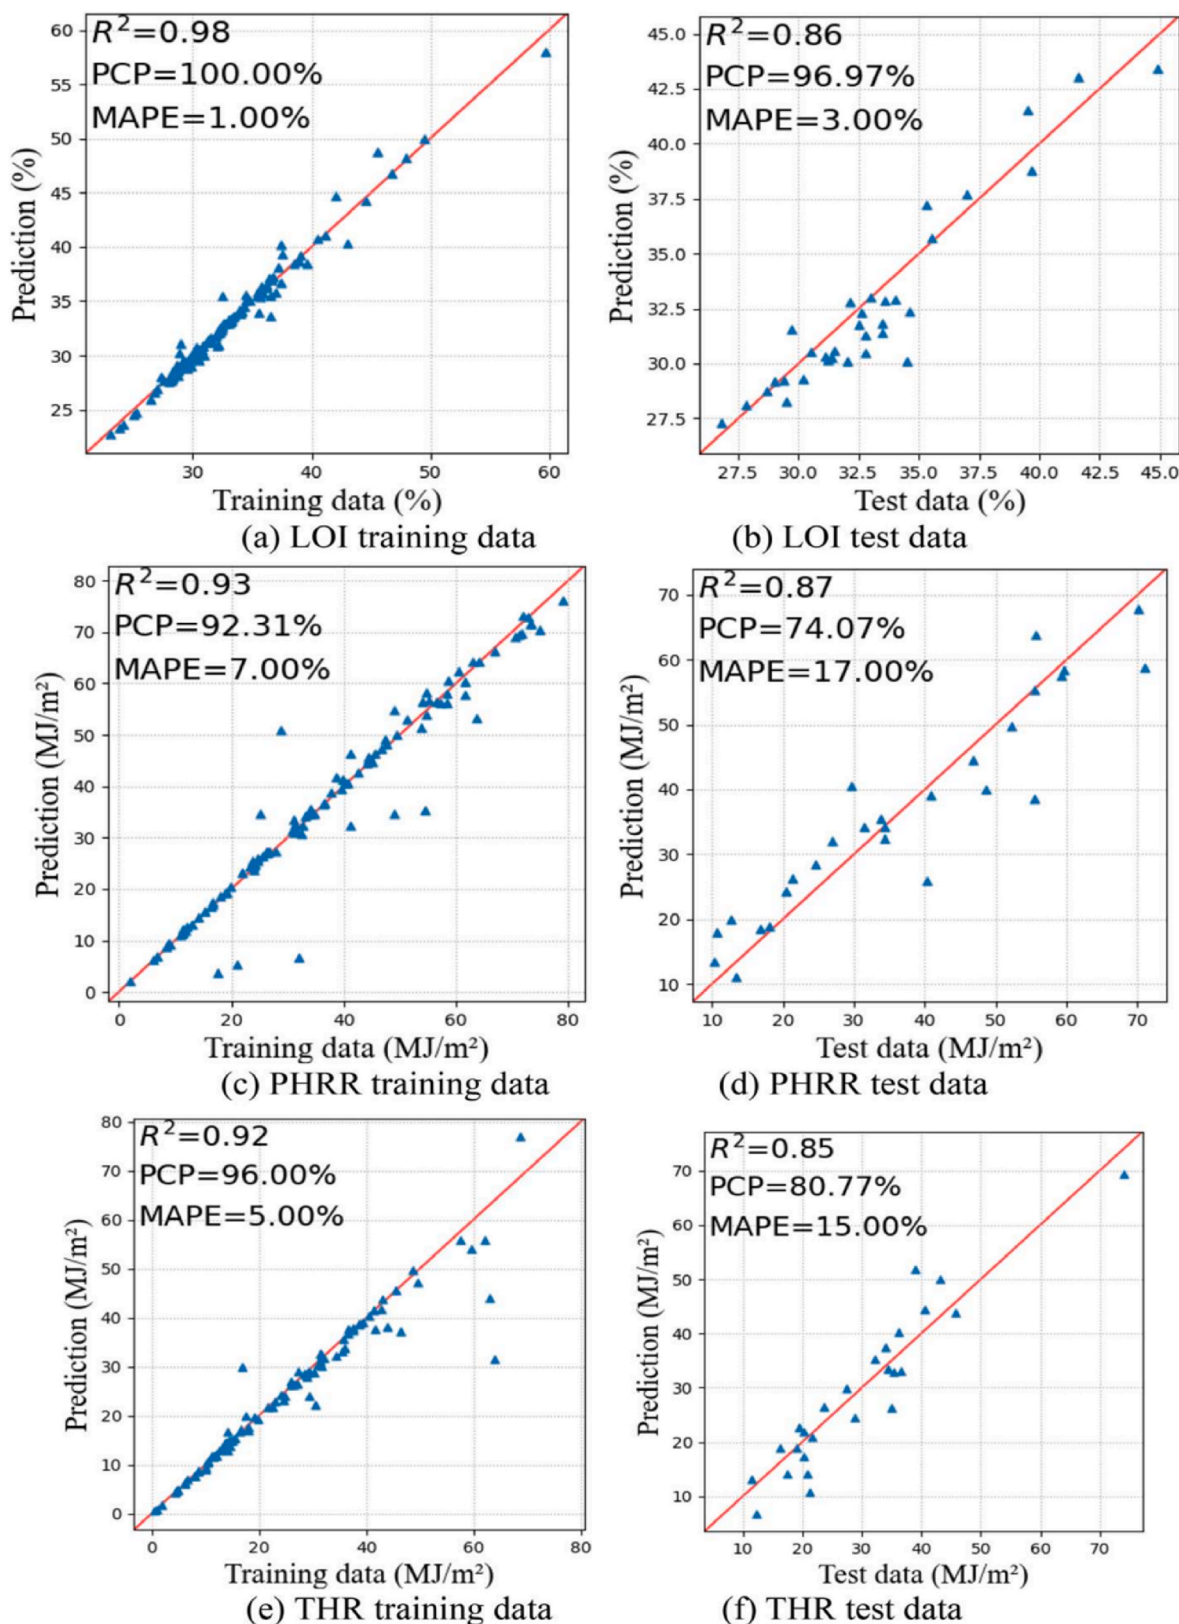 R²=0.98
PCP=100.00%
MAPE=1.00%
60
55
50
45
40
35
30
25
Prediction (%)
30 40 50 60
Training data (%)
(a) LOI training data
R²=0.86
PCP=96.97%
MAPE=3.00%
45.0
42.5
40.0
37.5
35.0
32.5
30.0
27.5
Prediction (%)
27.5 30.0 32.5 35.0 37.5 40.0 42.5 45.0
Test data (%)
(b) LOI test data
R²=0.93
PCP=92.31%
MAPE=7.00%
80
70
60
50
40
30
20
10
0
Prediction (MJ/m²)
0 20 40 60 80
Training data (MJ/m²)
(c) PHRR training data
R²=0.87
PCP=74.07%
MAPE=17.00%
70
60
50
40
30
20
10
Prediction (MJ/m²)
10 20 30 40 50 60 70
Test data (MJ/m²)
(d) PHRR test data
R²=0.92
PCP=96.00%
MAPE=5.00%
80
70
60
50
40
30
20
10
0
Prediction (MJ/m²)
0 20 40 60 80
Training data (MJ/m²)
(e) THR training data
R²=0.85
PCP=80.77%
MAPE=15.00%
70
60
50
40
30
20
10
Prediction (MJ/m²)
10 20 30 40 50 60 70
Test data (MJ/m²)
(f) THR test data